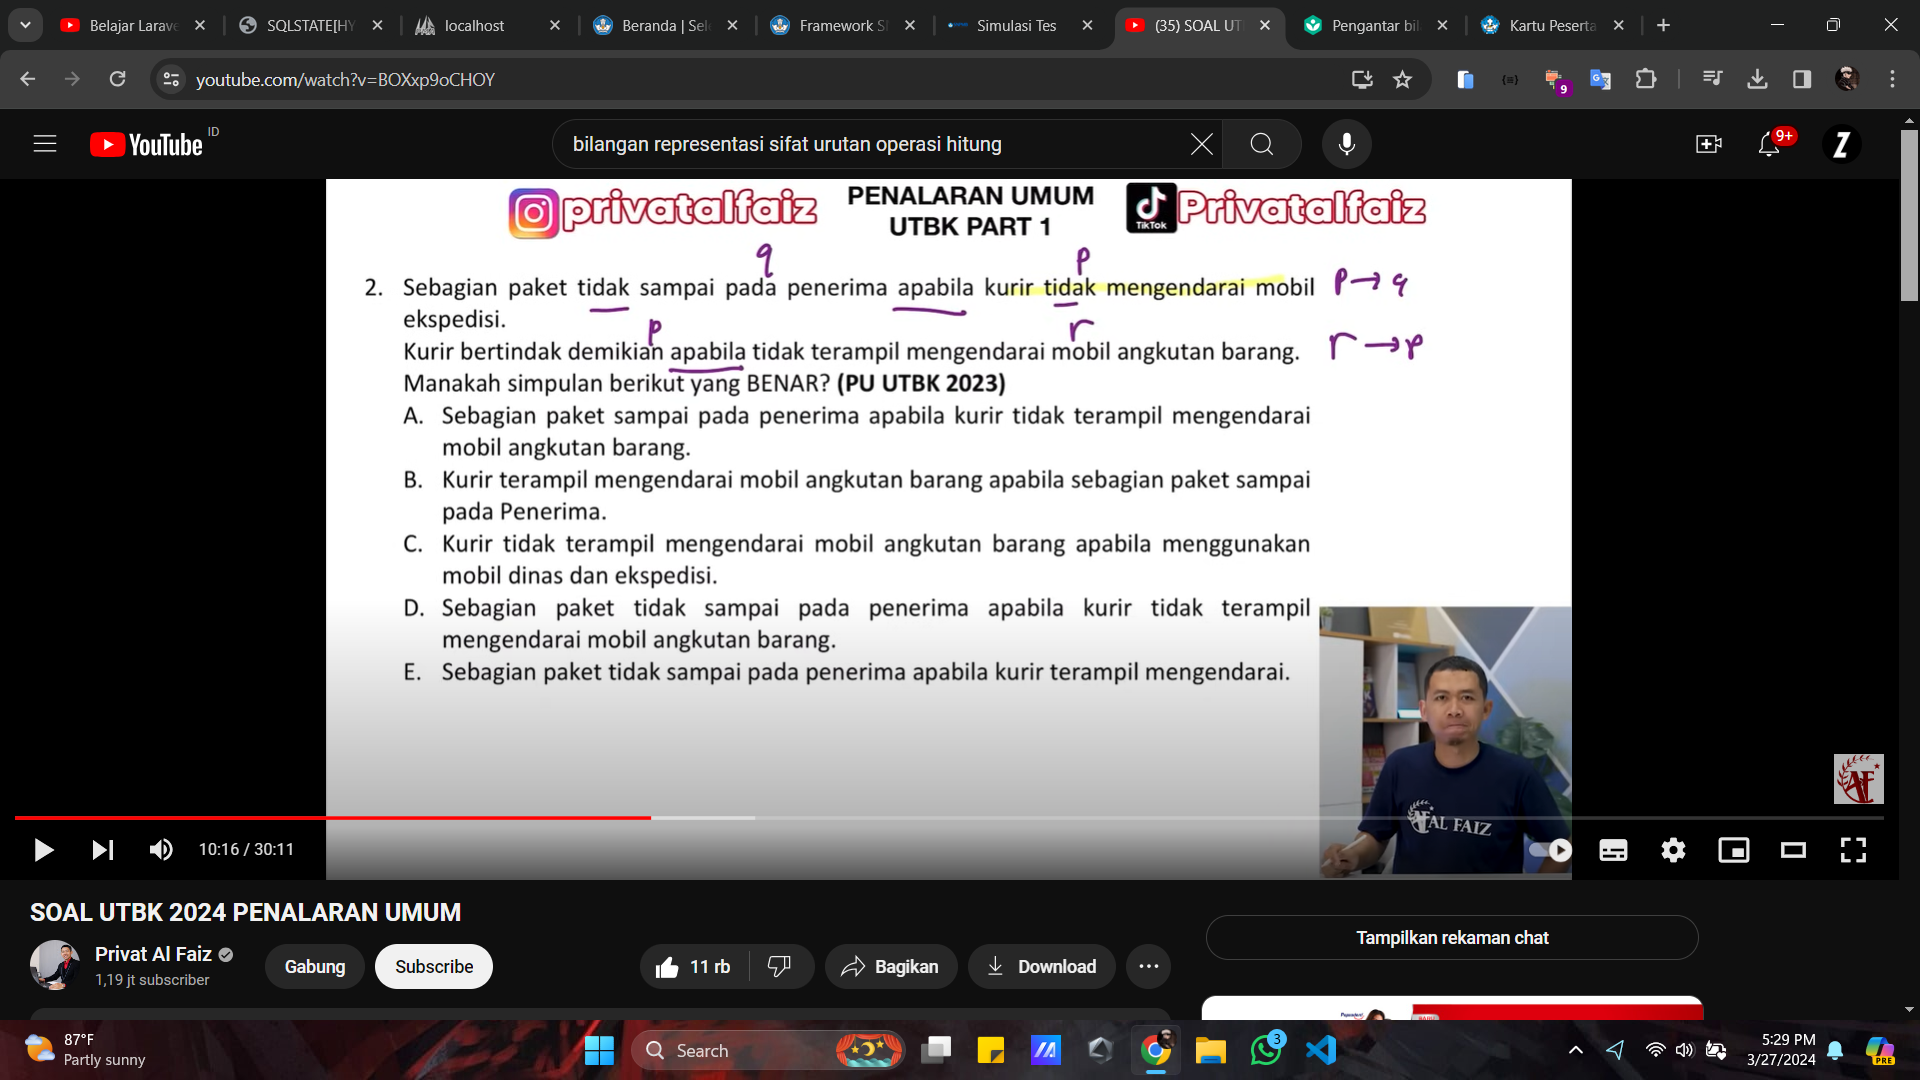 Belajar Larave
SQLSTATE[HY
localhost
Beranda | Sel
Framework S
Simulasi Tes
(35) SOAL UT
Pengantar bil
Kartu Peserta
youtube.com/watch?v=BOXxp9oCHOY
9
YouTube ID
bilangan representasi sifat urutan operasi hitung
9+
Z
privatalfaiz
PENALARAN UMUM
UTBK PART 1
TikTok
Privatalfaiz
q
p
2. Sebagian paket tidak sampai pada penerima apabila kurir tidak mengendarai mobil
p → q
ekspedisi.
p
r
Kurir bertindak demikian apabila tidak terampil mengendarai mobil angkutan barang.
r → p
Manakah simpulan berikut yang BENAR? (PU UTBK 2023)
A. Sebagian paket sampai pada penerima apabila kurir tidak terampil mengendarai
mobil angkutan barang.
B. Kurir terampil mengendarai mobil angkutan barang apabila sebagian paket sampai
pada Penerima.
C. Kurir tidak terampil mengendarai mobil angkutan barang apabila menggunakan
mobil dinas dan ekspedisi.
D. Sebagian paket tidak sampai pada penerima apabila kurir tidak terampil
mengendarai mobil angkutan barang.
E. Sebagian paket tidak sampai pada penerima apabila kurir terampil mengendarai.
AL FAIZ
AF
10:16 / 30:11
SOAL UTBK 2024 PENALARAN UMUM
Privat Al Faiz
1,19 jt subscriber
Gabung
Subscribe
11 rb
Bagikan
Download
Tampilkan rekaman chat
87°F
Partly sunny
Search
3
5:29 PM
3/27/2024
PRE